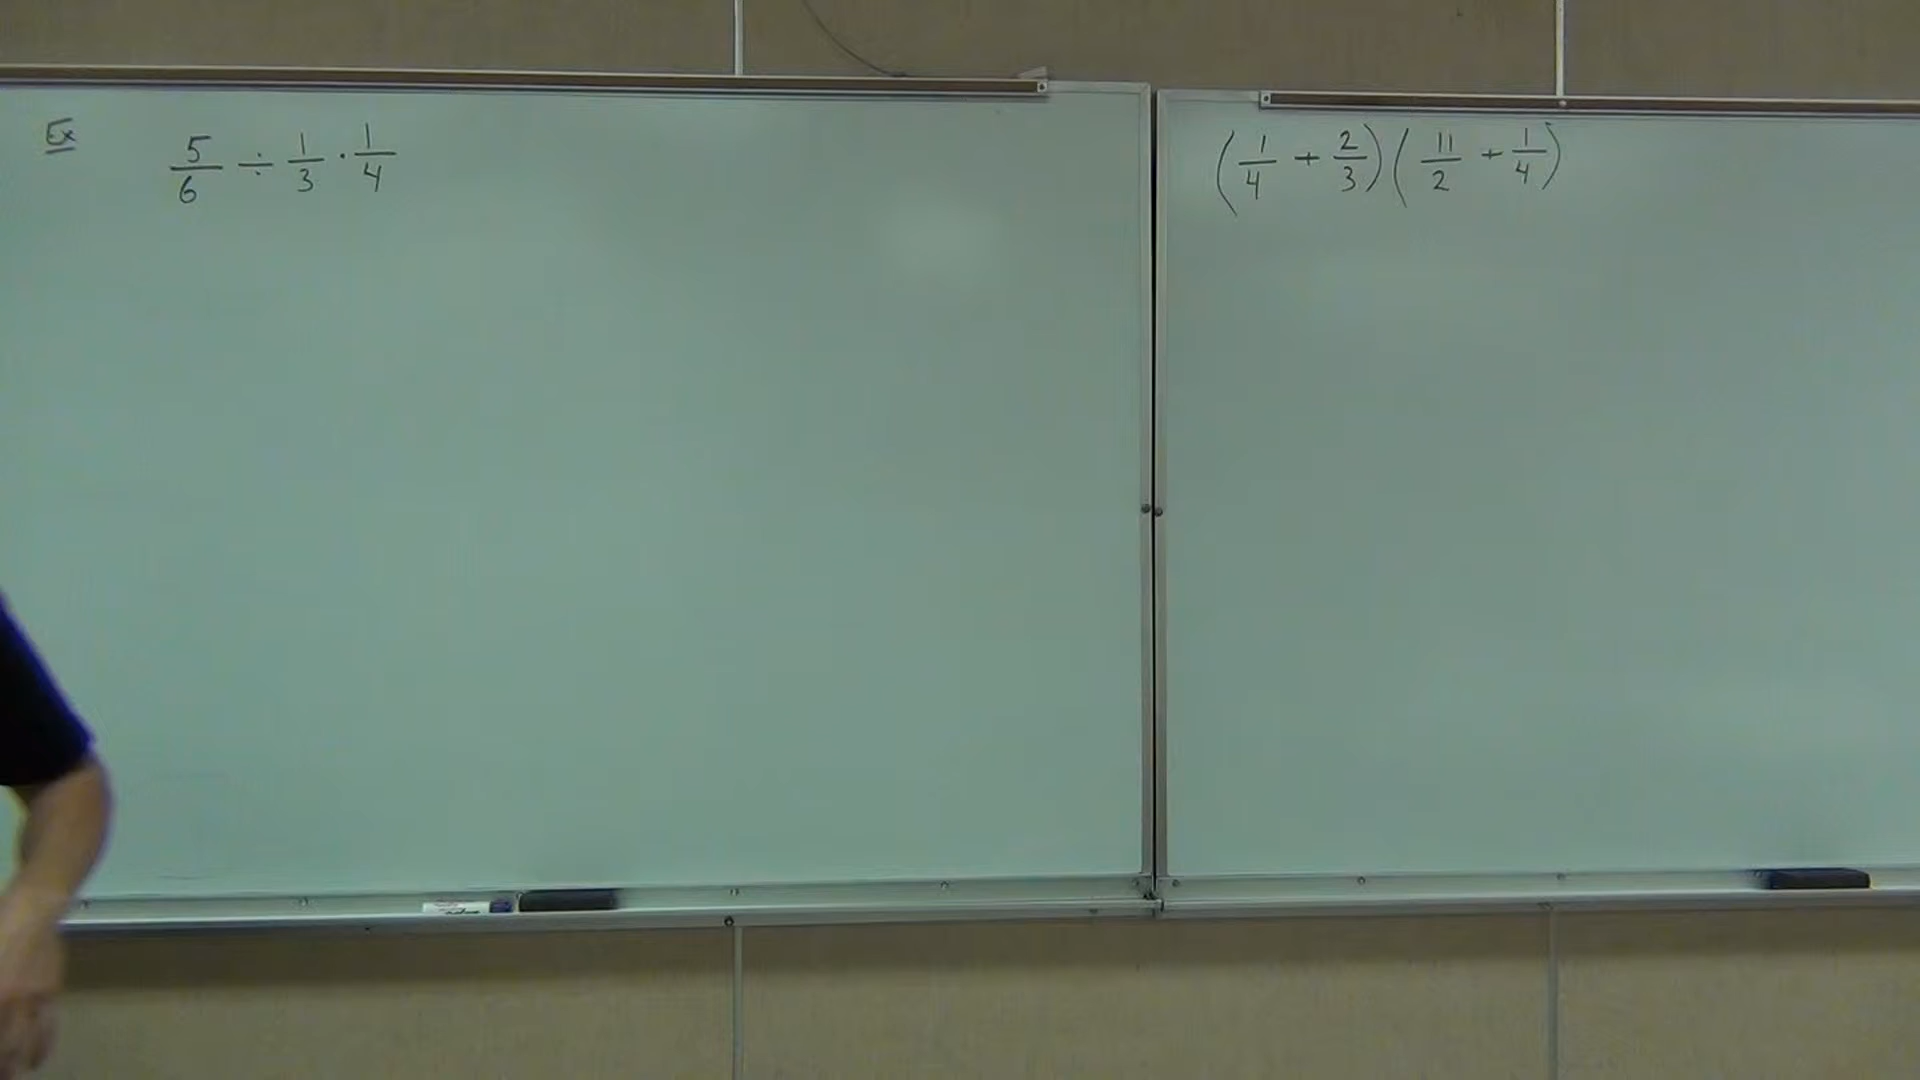 Ex 5/6 ÷ 1/3 · 1/4
(1/4 + 2/3)(11/2 + 1/4)